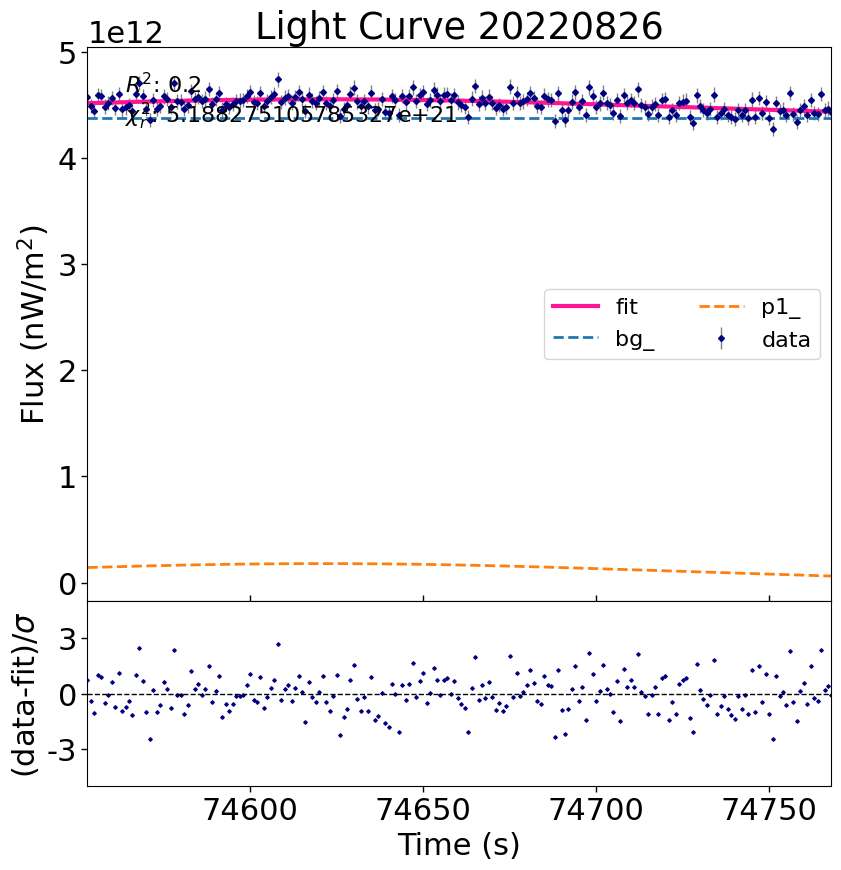 Light Curve 20220826
1e12
5
4
3
2
1
0
Flux (nW/m²)
R²: 0.2
χᵣ²: 5.188275105785327e+21
fit
bg_
p1_
data
3
0
-3
(data-fit)/σ
74600 74650 74700 74750
Time (s)